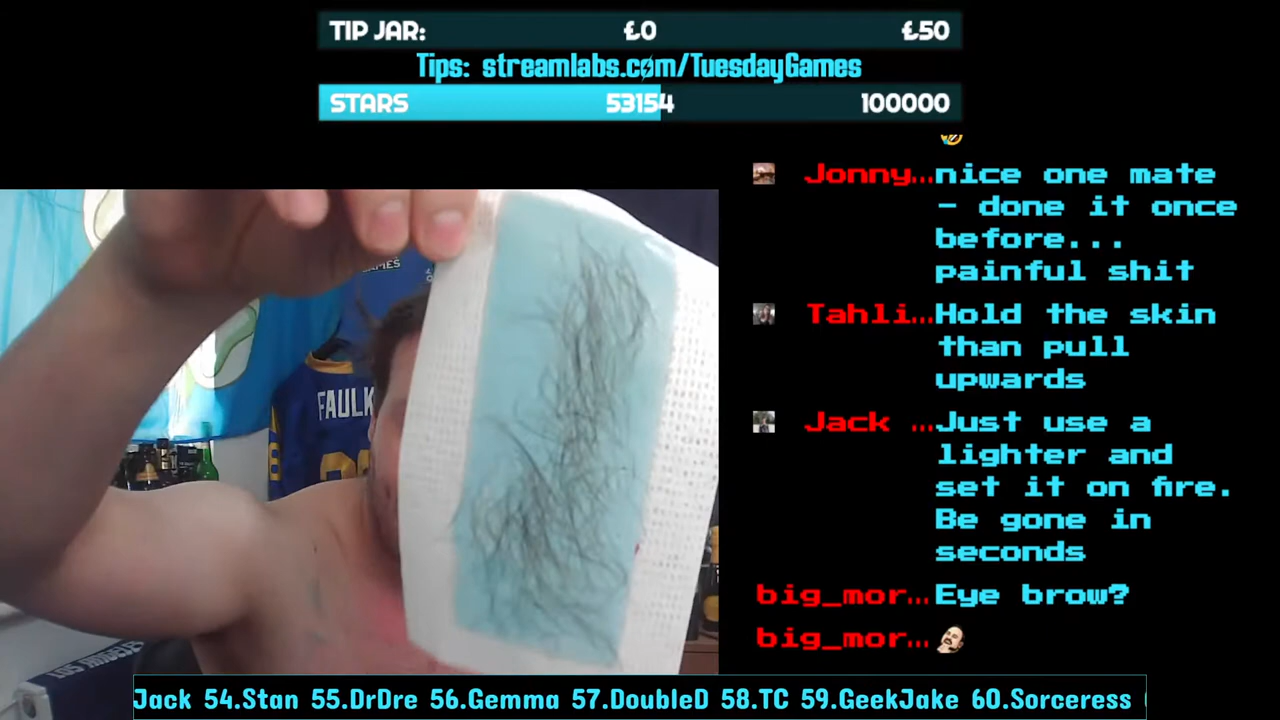 TIP JAR: £0 £50
Tips: streamlabs.com/TuesdayGames
STARS 53154 100000
Jonny... nice one mate
- done it once
before...
painful shit
Tahli... Hold the skin
than pull
upwards
Jack ... Just use a
lighter and
set it on fire.
Be gone in
seconds
big_mor... Eye brow?
big_mor...
GAMES
FAULK
Jack 54.Stan 55.DrDre 56.Gemma 57.DoubleD 58.TC 59.GeekJake 60.Sorceress